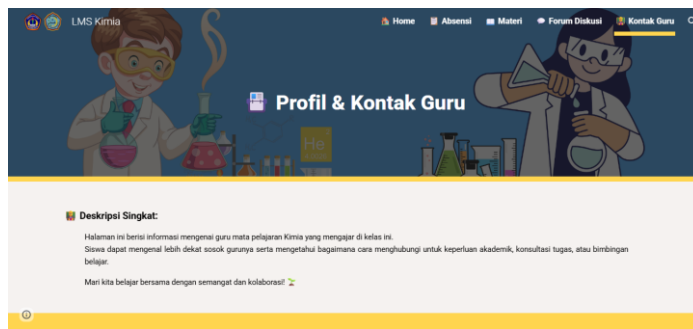 LMS Kimia
Home Absensi Materi Forum Diskusi Kontak Guru
Profil & Kontak Guru
He
Deskripsi Singkat:
Halaman ini berisi informasi mengenai guru mata pelajaran Kimia yang mengajar di kelas ini.
Siswa dapat mengenal lebih dekat sosok gurunya serta mengetahui bagaimana cara menghubungi untuk keperluan akademik, konsultasi tugas, atau bimbingan
belajar.
Mari kita belajar bersama dengan semangat dan kolaborasi!